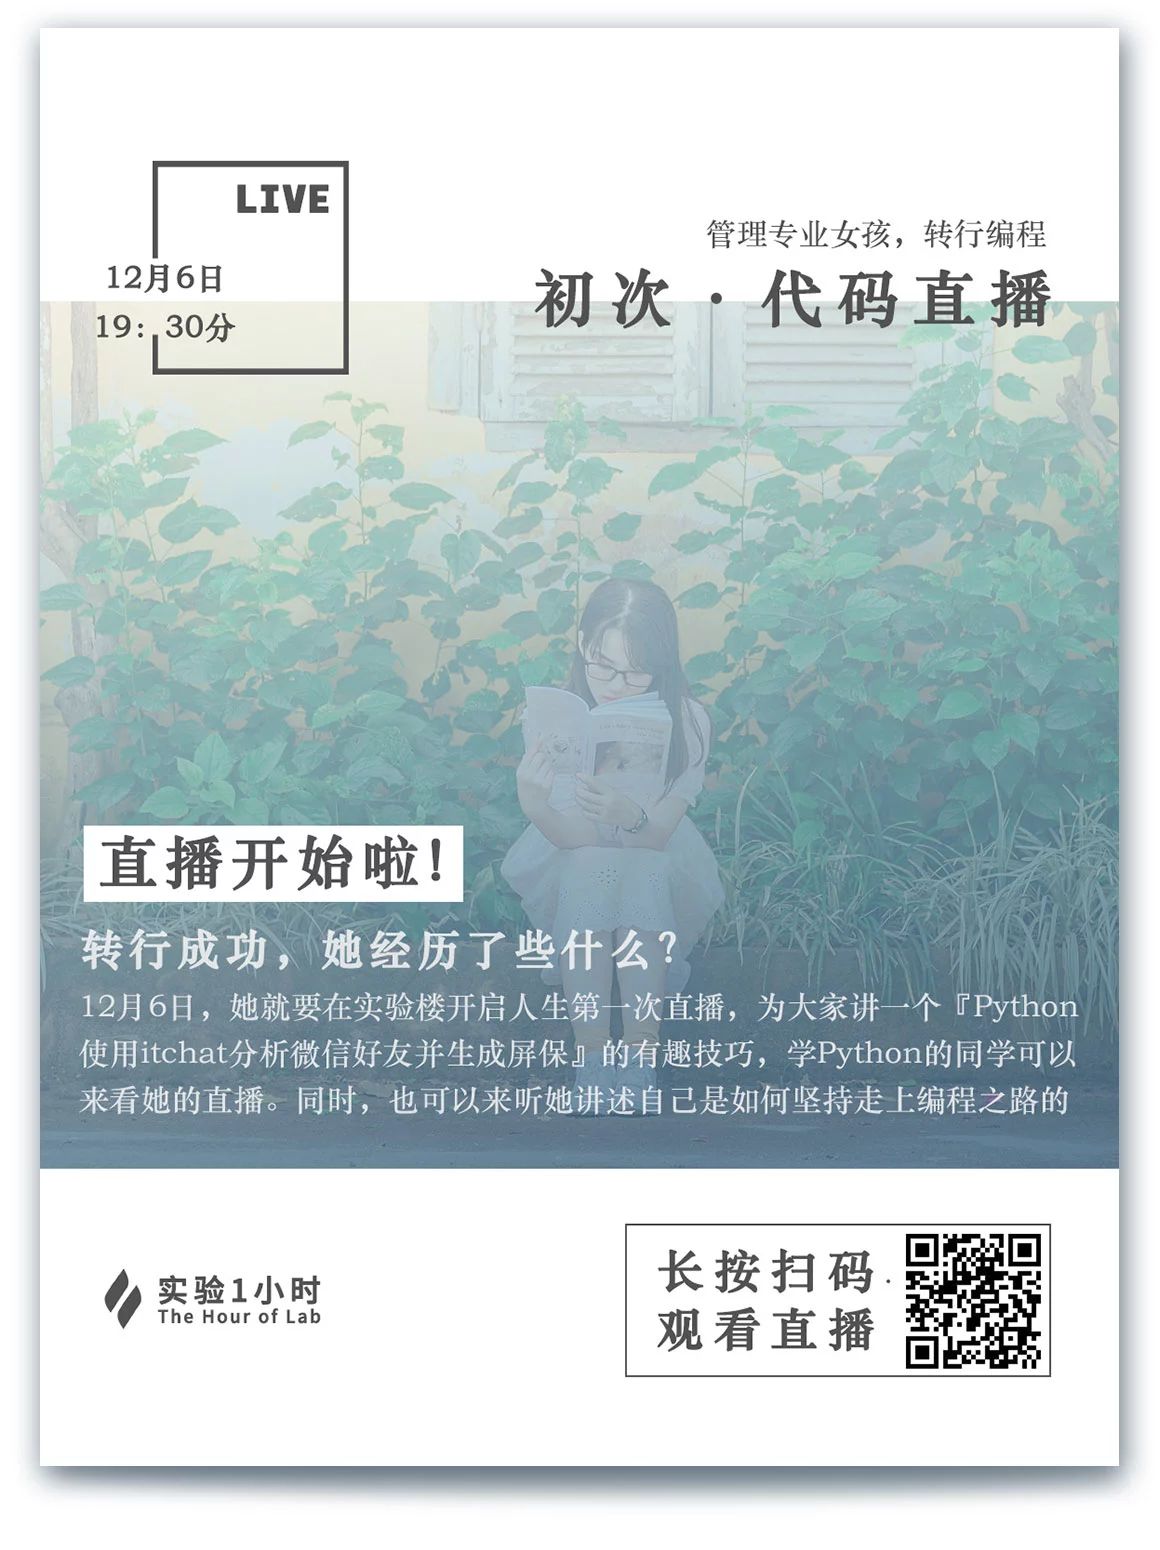 LIVE
12月6日
19：30分
管理专业女孩，转行编程
初次·代码直播
直播开始啦！
转行成功，她经历了些什么？
12月6日，她就要在实验楼开启人生第一次直播，为大家讲一个『Python
使用itchat分析微信好友并生成屏保』的有趣技巧，学Python的同学可以
来看她的直播。同时，也可以来听她讲述自己是如何坚持走上编程之路的
实验1小时
The Hour of Lab
长按扫码
观看直播